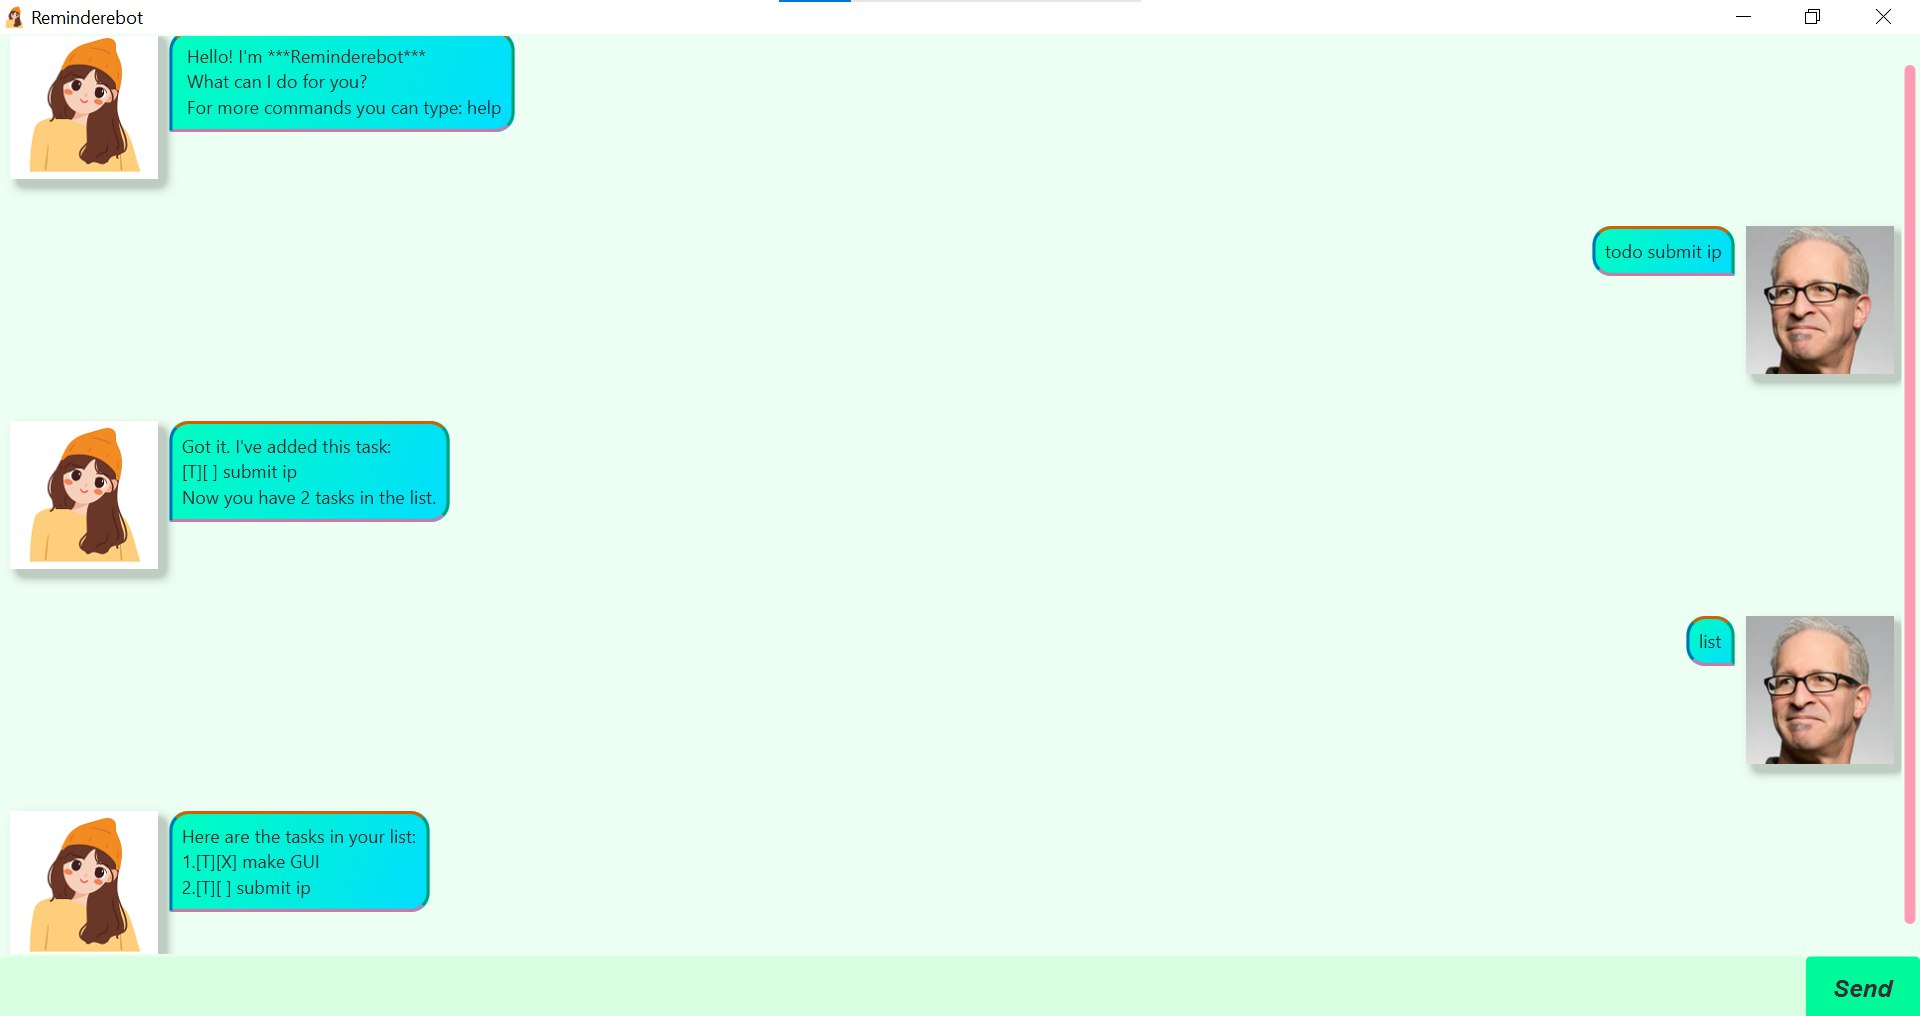 Reminderebot
Hello! I'm ***Reminderebot***
What can I do for you?
For more commands you can type: help
todo submit ip
Got it. I've added this task:
[T][ ] submit ip
Now you have 2 tasks in the list.
list
Here are the tasks in your list:
1.[T][X] make GUI
2.[T][ ] submit ip
Send